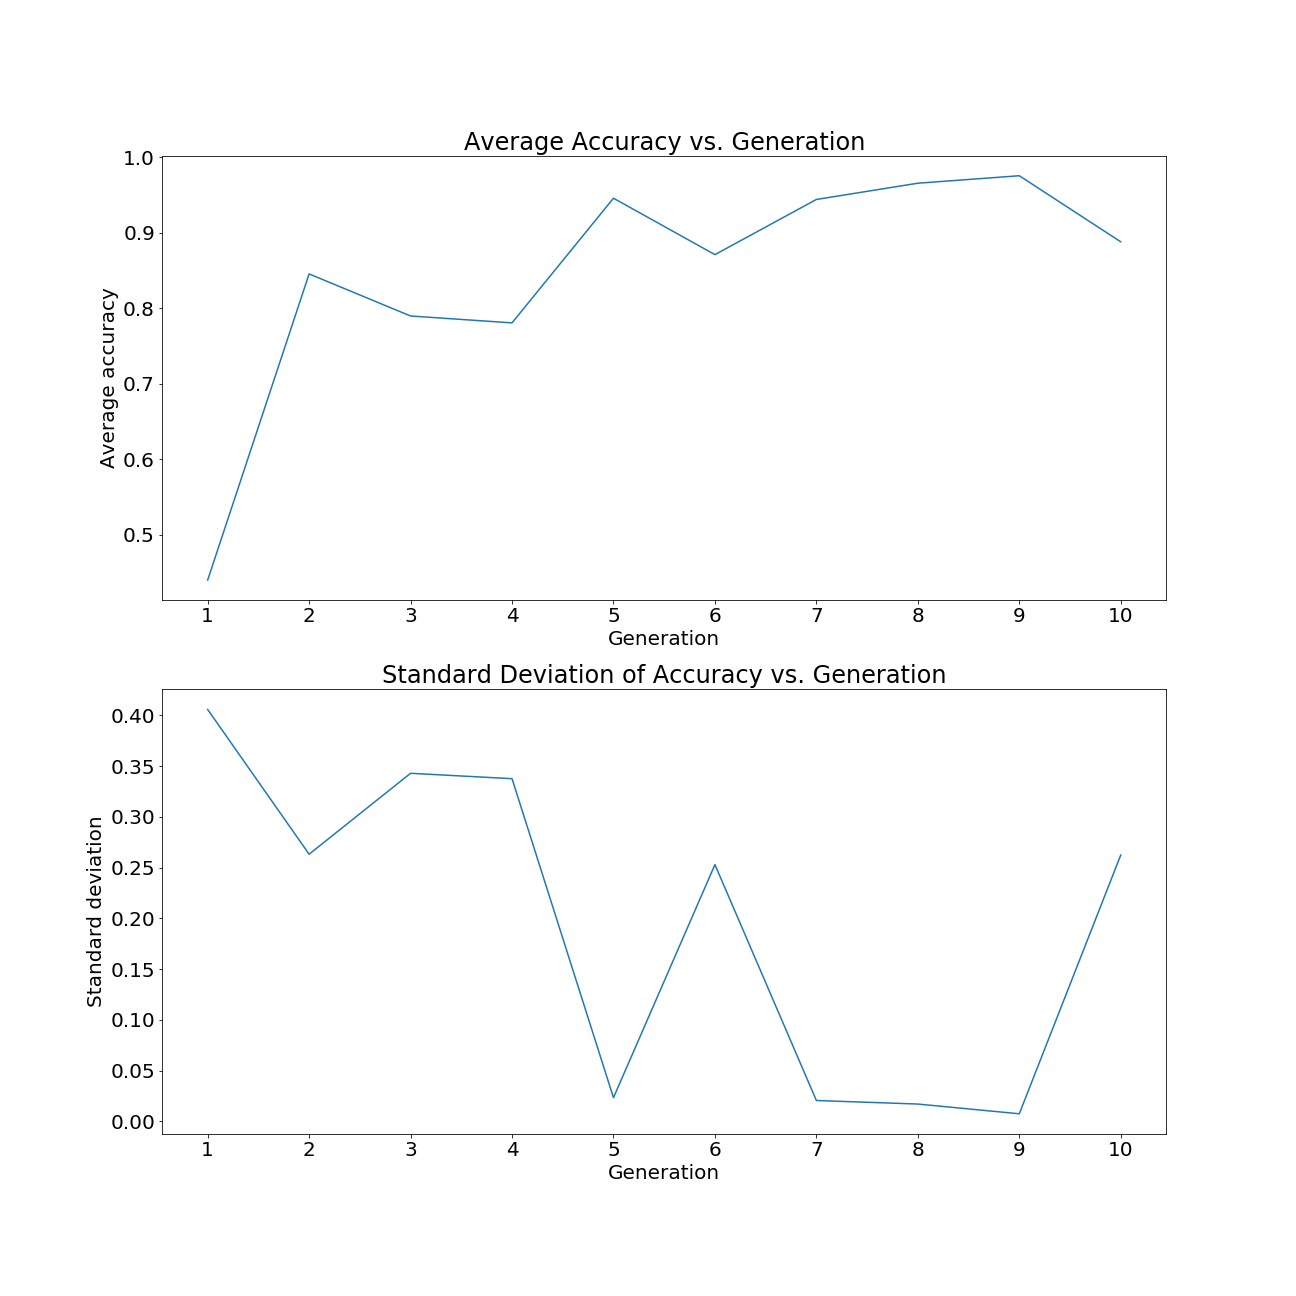 Average Accuracy vs. Generation
1.0
0.9
0.8
0.7
0.6
0.5
Average accuracy
1 2 3 4 5 6 7 8 9 10
Generation
Standard Deviation of Accuracy vs. Generation
0.40
0.35
0.30
0.25
0.20
0.15
0.10
0.05
0.00
Standard deviation
1 2 3 4 5 6 7 8 9 10
Generation